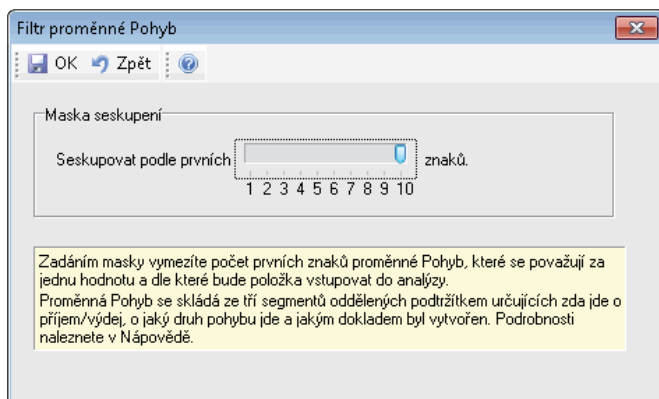 Filtr proměnné Pohyb
OK Zpět
Maska seskupení
Seskupovat podle prvních znaků.
1 2 3 4 5 6 7 8 9 10
Zadáním masky vymezíte počet prvních znaků proměnné Pohyb, které se považují za
jednu hodnotu a dle které bude položka vstupovat do analýzy.
Proměnná Pohyb se skládá ze tří segmentů oddělených podtržítkem určujících zda jde o
příjem/výdej, o jaký druh pohybu jde a jakým dokladem byl vytvořen. Podrobnosti
naleznete v Nápovědě.